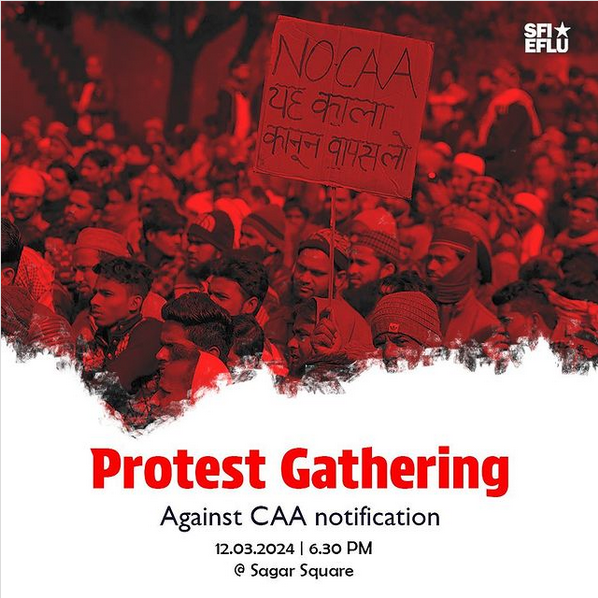 SFI★
EFLU
NO CAA
यह काला
कानून वापस लो
Protest Gathering
Against CAA notification
12.03.2024 | 6.30 PM
@ Sagar Square